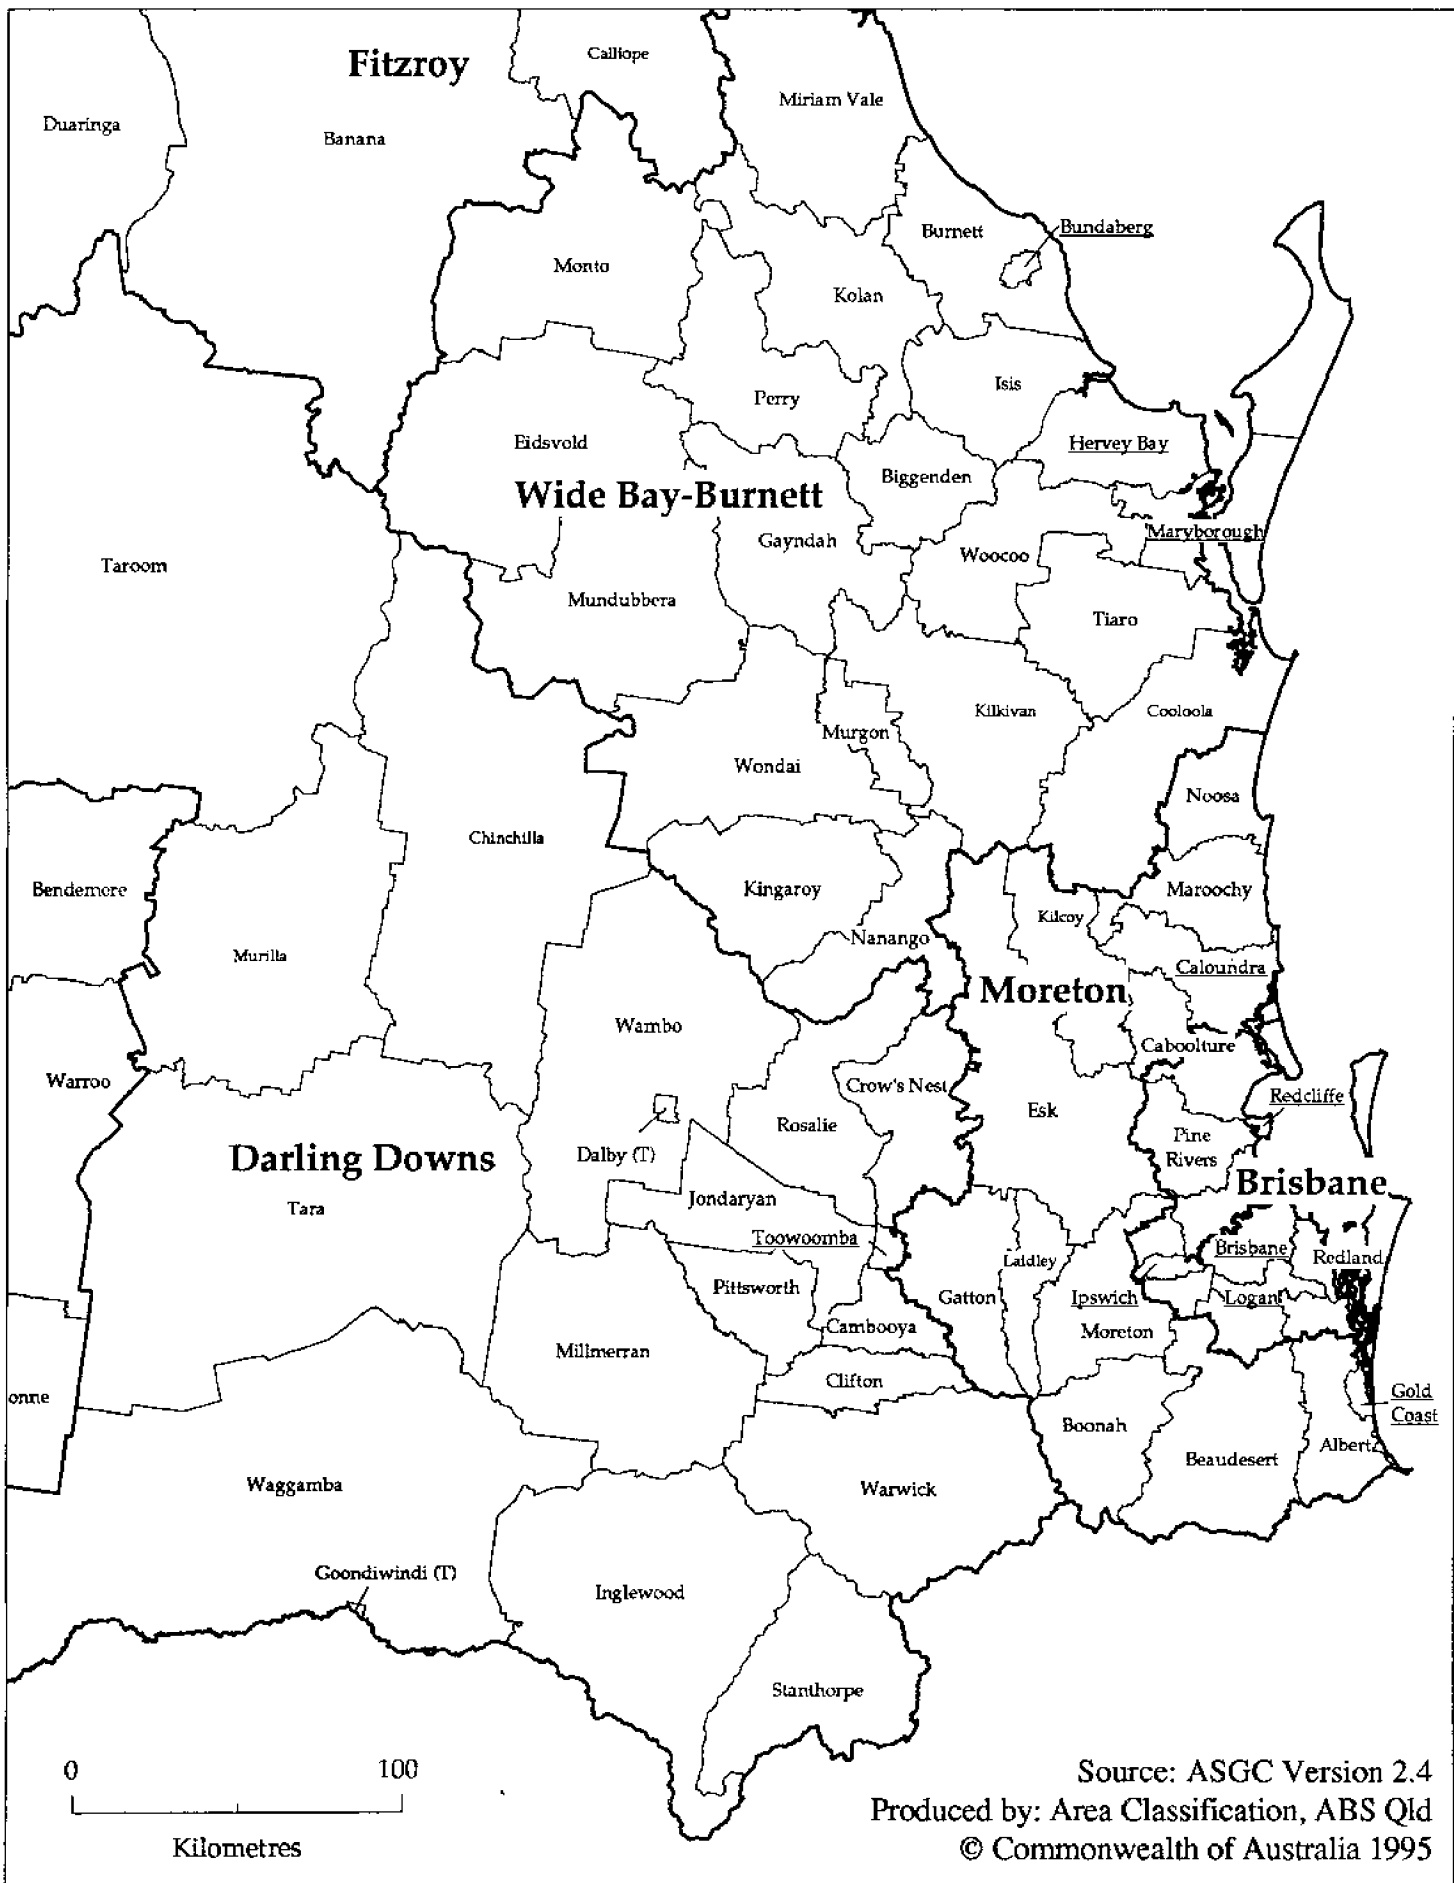 Calliope
Fitzroy
Miriam Vale
Duaringa
Banana
Burnett
Bundaberg
Monto
Kolan
Isis
Perry
Eidsvold
Hervey Bay
Biggenden
Wide Bay-Burnett
Maryborough
Gayndah
Woocoo
Taroom
Mundubbera
Tiaro
Kilkivan
Cooloola
Murgon
Wondai
Noosa
Chinchilla
Bendemere
Kingaroy
Maroochy
Kilcoy
Nanango
Murilla
Caloundra
Moreton
Wambo
Caboolture
Warroo
Crow's Nest
Redcliffe
Esk
Rosalie
Pine
Rivers
Dalby (T)
Darling Downs
Brisbane
Jondaryan
Tara
Toowoomba
Brisbane
Redland
Laidley
Pittsworth
Gatton
Ipswich
Logan
Cambooya
Moreton
Millmerran
Clifton
onne
Gold
Coast
Boonah
Albert
Beaudesert
Waggamba
Warwick
Goondiwindi (T)
Inglewood
Stanthorpe
0 100
Kilometres
Source: ASGC Version 2.4
Produced by: Area Classification, ABS Qld
© Commonwealth of Australia 1995